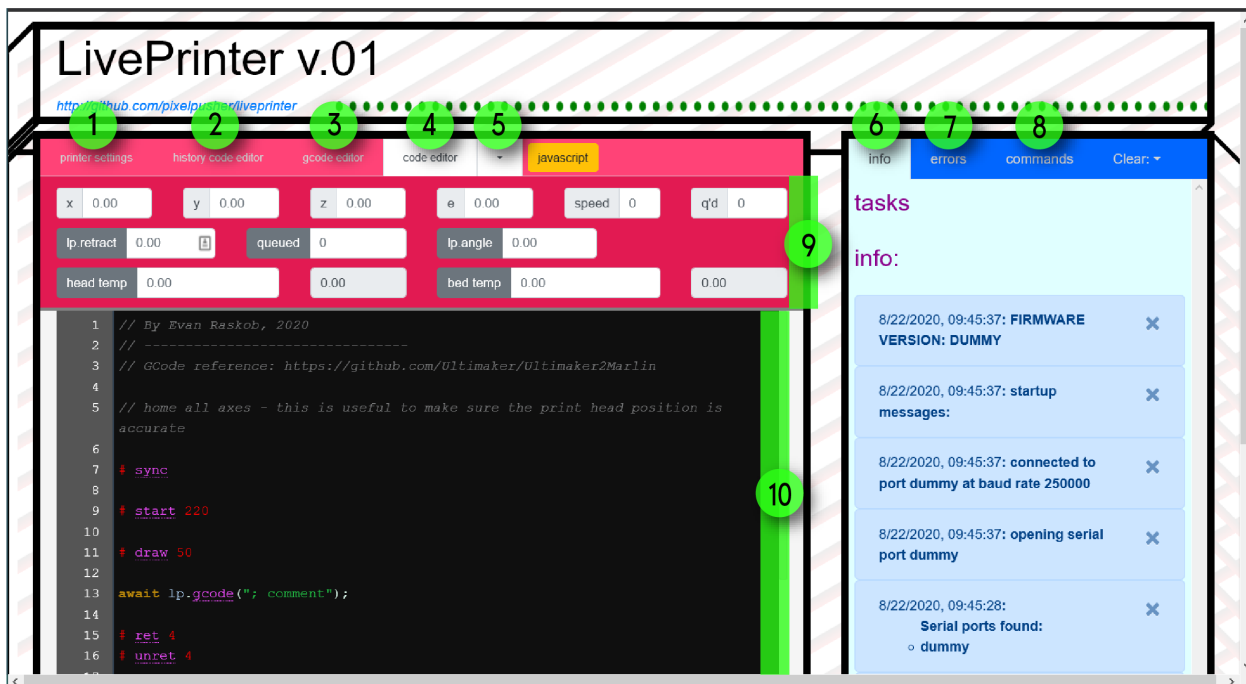 LivePrinter v.01
http://github.com/pixelpusher/liveprinter
1 2 3 4 5
printer settings history code editor gcode editor code editor javascript
x 0.00 y 0.00 z 0.00 e 0.00 speed 0 q'd 0
lp.retract 0.00 queued 0 lp.angle 0.00
head temp 0.00 0.00 bed temp 0.00 0.00
9
1 // By Evan Raskob, 2020
2 // --------------------------------
3 // GCode reference: https://github.com/Ultimaker/Ultimaker2Marlin
4
5 // home all axes - this is useful to make sure the print head position is
accurate
6
7 # sync
8
9 # start 220
10
11 # draw 50
12
13 await lp.gcode("; comment");
14
15 # ret 4
16 # unret 4
10
6 7 8
info errors commands Clear:
tasks
info:
8/22/2020, 09:45:37: FIRMWARE
VERSION: DUMMY
8/22/2020, 09:45:37: startup
messages:
8/22/2020, 09:45:37: connected to
port dummy at baud rate 250000
8/22/2020, 09:45:37: opening serial
port dummy
8/22/2020, 09:45:28:
Serial ports found:
dummy